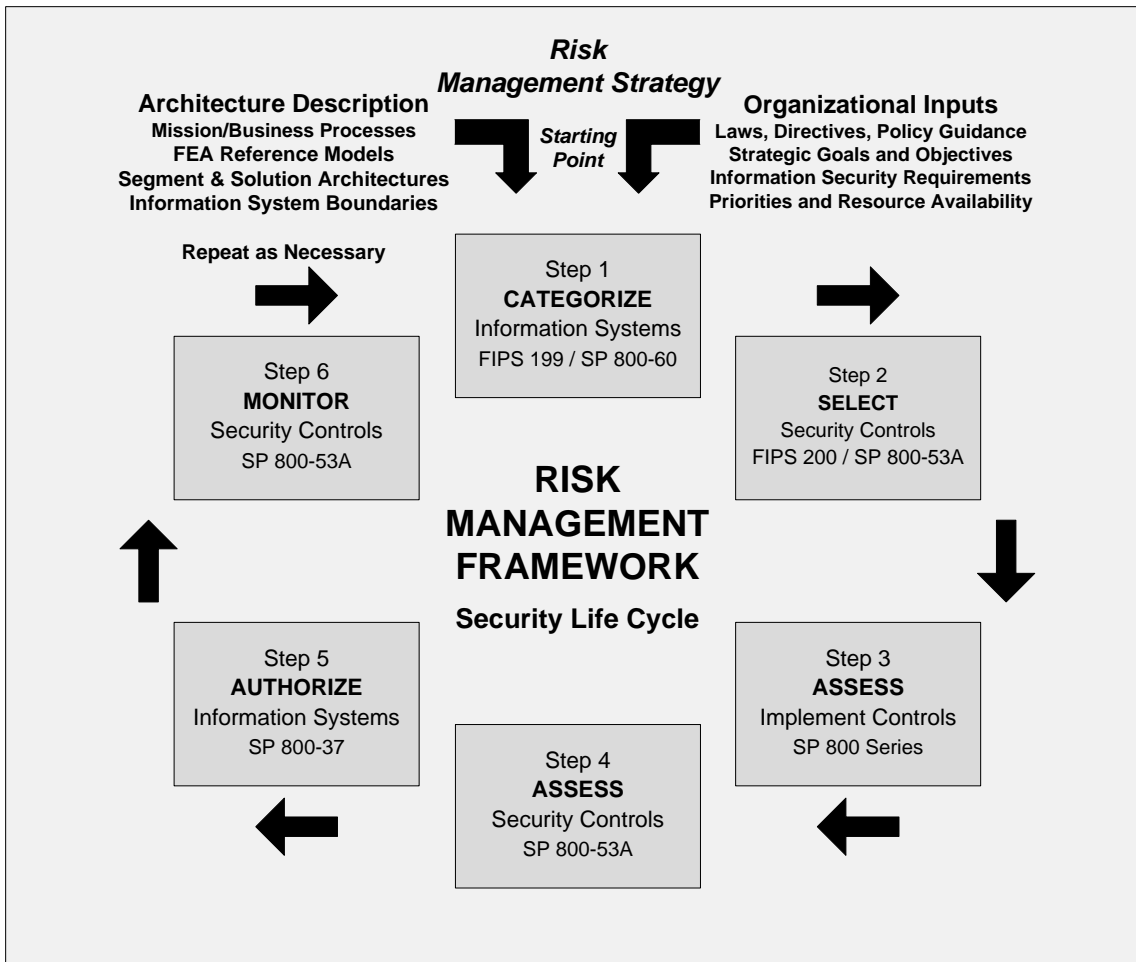 Risk
Management Strategy
Architecture Description
Mission/Business Processes
FEA Reference Models
Segment & Solution Architectures
Information System Boundaries
Starting
Point
Organizational Inputs
Laws, Directives, Policy Guidance
Strategic Goals and Objectives
Information Security Requirements
Priorities and Resource Availability
Repeat as Necessary
Step 1
CATEGORIZE
Information Systems
FIPS 199 / SP 800-60
Step 2
SELECT
Security Controls
FIPS 200 / SP 800-53A
Step 3
ASSESS
Implement Controls
SP 800 Series
Step 4
ASSESS
Security Controls
SP 800-53A
Step 5
AUTHORIZE
Information Systems
SP 800-37
Step 6
MONITOR
Security Controls
SP 800-53A
RISK
MANAGEMENT
FRAMEWORK
Security Life Cycle